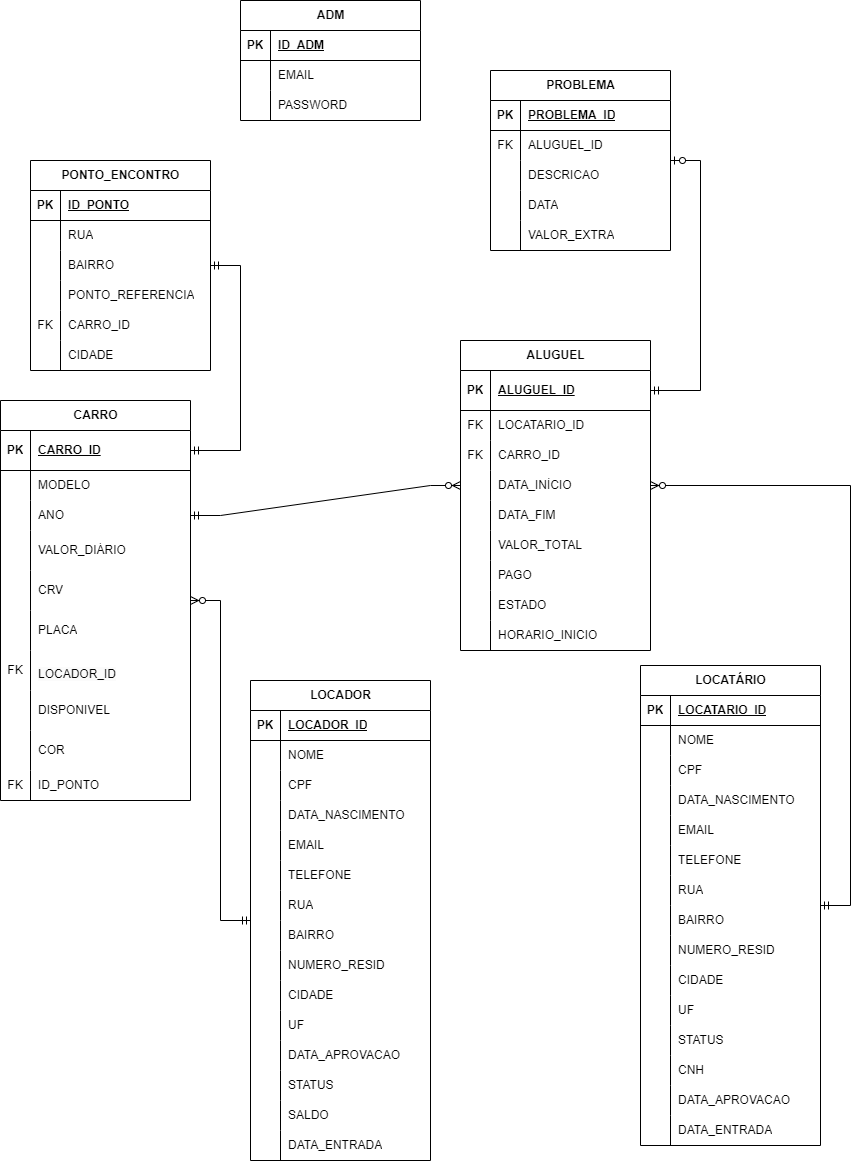 ADM
PK ID_ADM
EMAIL
PASSWORD
PROBLEMA
PK PROBLEMA_ID
FK ALUGUEL_ID
DESCRICAO
DATA
VALOR_EXTRA
PONTO_ENCONTRO
PK ID_PONTO
RUA
BAIRRO
PONTO_REFERENCIA
FK CARRO_ID
CIDADE
ALUGUEL
PK ALUGUEL_ID
FK LOCATARIO_ID
FK CARRO_ID
DATA_INÍCIO
DATA_FIM
VALOR_TOTAL
PAGO
ESTADO
HORARIO_INICIO
CARRO
PK CARRO_ID
MODELO
ANO
VALOR_DIÁRIO
CRV
PLACA
FK LOCADOR_ID
DISPONIVEL
COR
FK ID_PONTO
LOCADOR
PK LOCADOR_ID
NOME
CPF
DATA_NASCIMENTO
EMAIL
TELEFONE
RUA
BAIRRO
NUMERO_RESID
CIDADE
UF
DATA_APROVACAO
STATUS
SALDO
DATA_ENTRADA
LOCATÁRIO
PK LOCATARIO_ID
NOME
CPF
DATA_NASCIMENTO
EMAIL
TELEFONE
RUA
BAIRRO
NUMERO_RESID
CIDADE
UF
STATUS
CNH
DATA_APROVACAO
DATA_ENTRADA